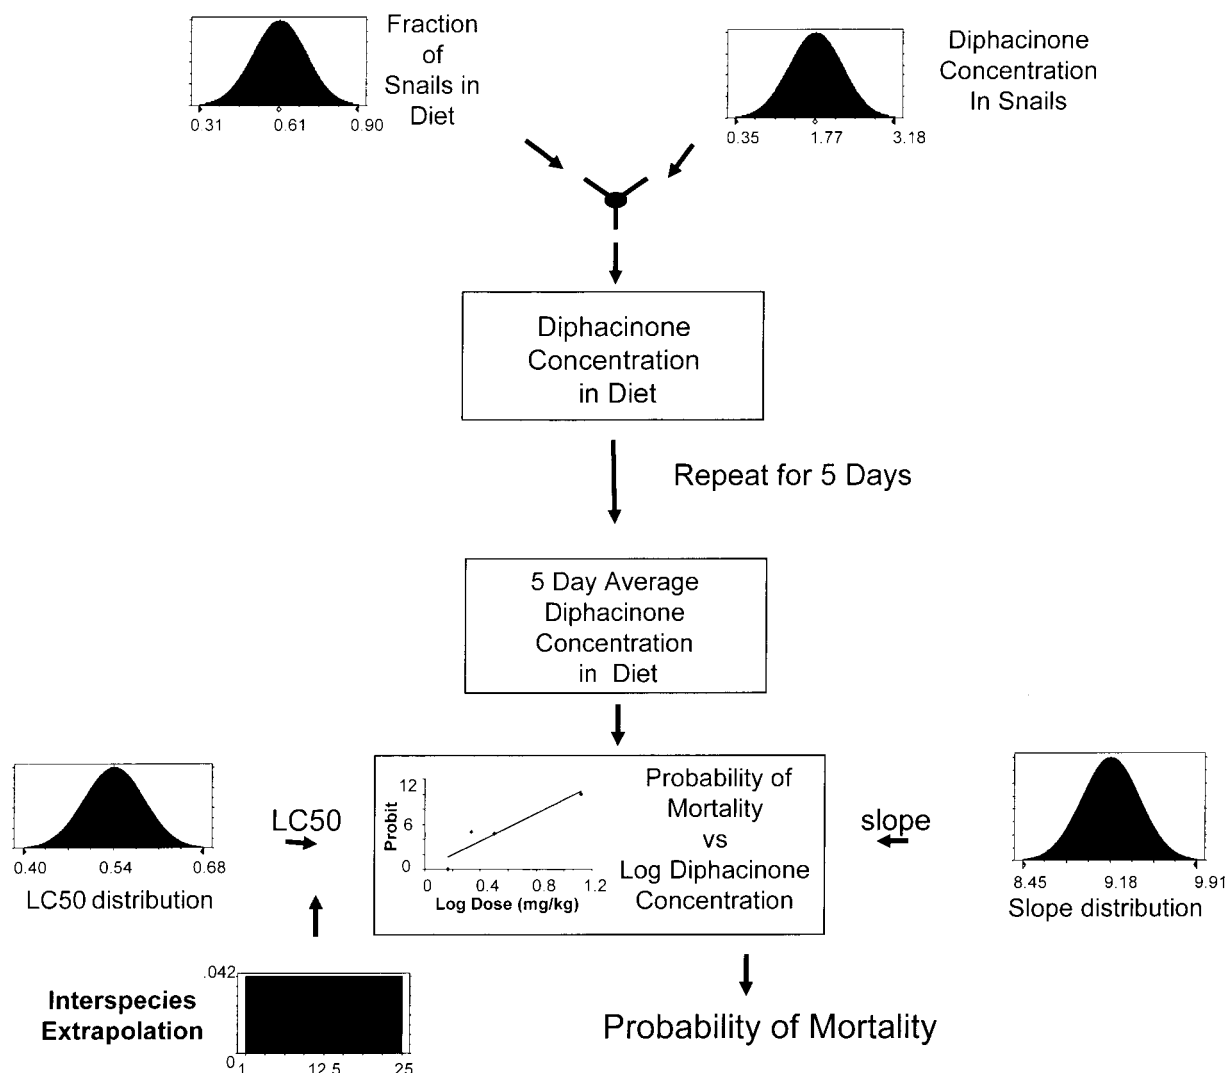 Fraction
of
Snails in
Diet
0.31 0.61 0.90
Diphacinone
Concentration
In Snails
0.35 1.77 3.18
Diphacinone
Concentration
in Diet
Repeat for 5 Days
5 Day Average
Diphacinone
Concentration
in Diet
0.40 0.54 0.68
LC50 distribution
LC50
12
6
0
Probit
0 0.4 0.8 1.2
Log Dose (mg/kg)
Probability of
Mortality
vs
Log Diphacinone
Concentration
slope
8.45 9.18 9.91
Slope distribution
Interspecies
Extrapolation
.042
0
1 12.5 25
Probability of Mortality